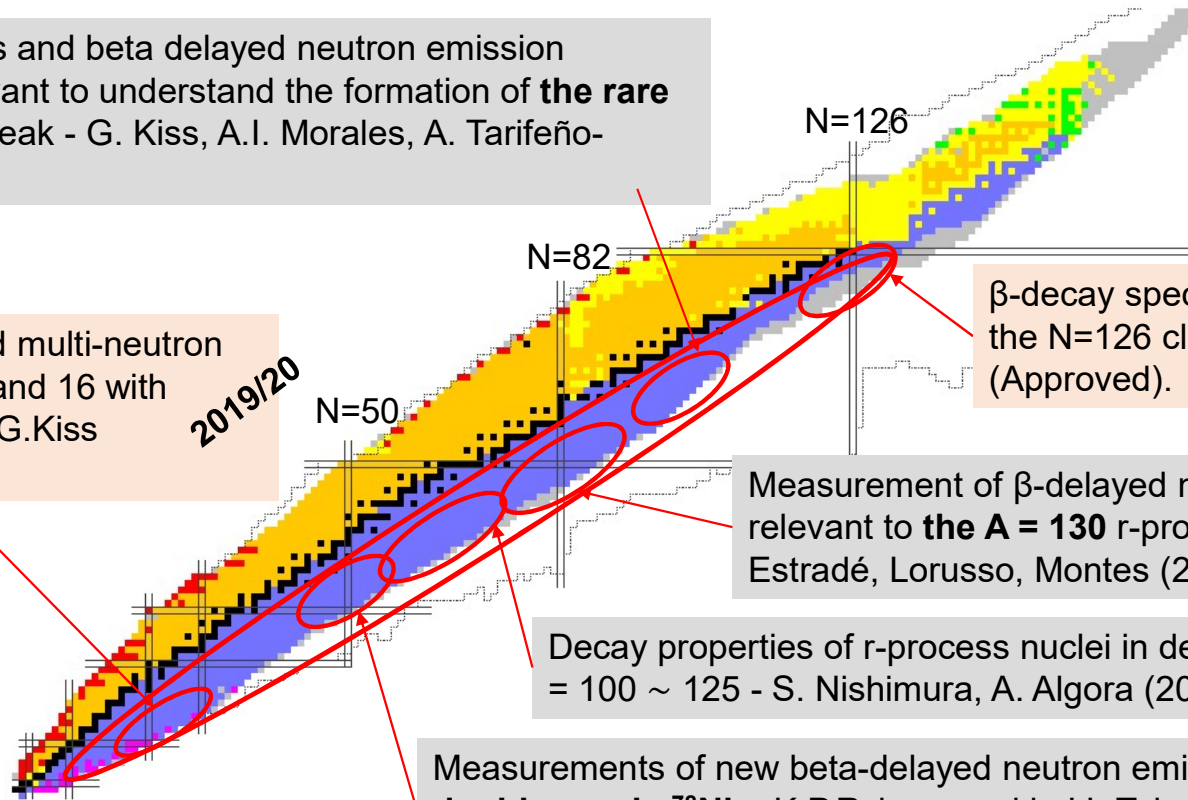 s and beta delayed neutron emission
ant to understand the formation of the rare
eak - G. Kiss, A.I. Morales, A. Tarifeño-
N=126
N=82
β-decay spec
the N=126 cl
(Approved).
d multi-neutron
and 16 with
G.Kiss
2019/20
N=50
Measurement of β-delayed
relevant to the A = 130 r-pro
Estradé, Lorusso, Montes (2
Decay properties of r-process nuclei in de
= 100 ~ 125 - S. Nishimura, A. Algora (20
Measurements of new beta-delayed neutron emi